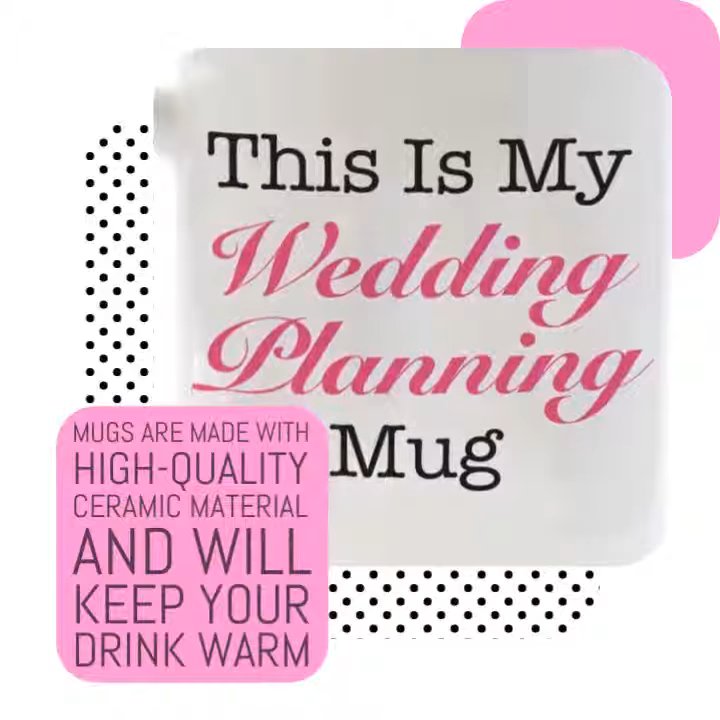 This Is My
Wedding
Planning
Mug
MUGS ARE MADE WITH
HIGH-QUALITY
CERAMIC MATERIAL
AND WILL
KEEP YOUR
DRINK WARM